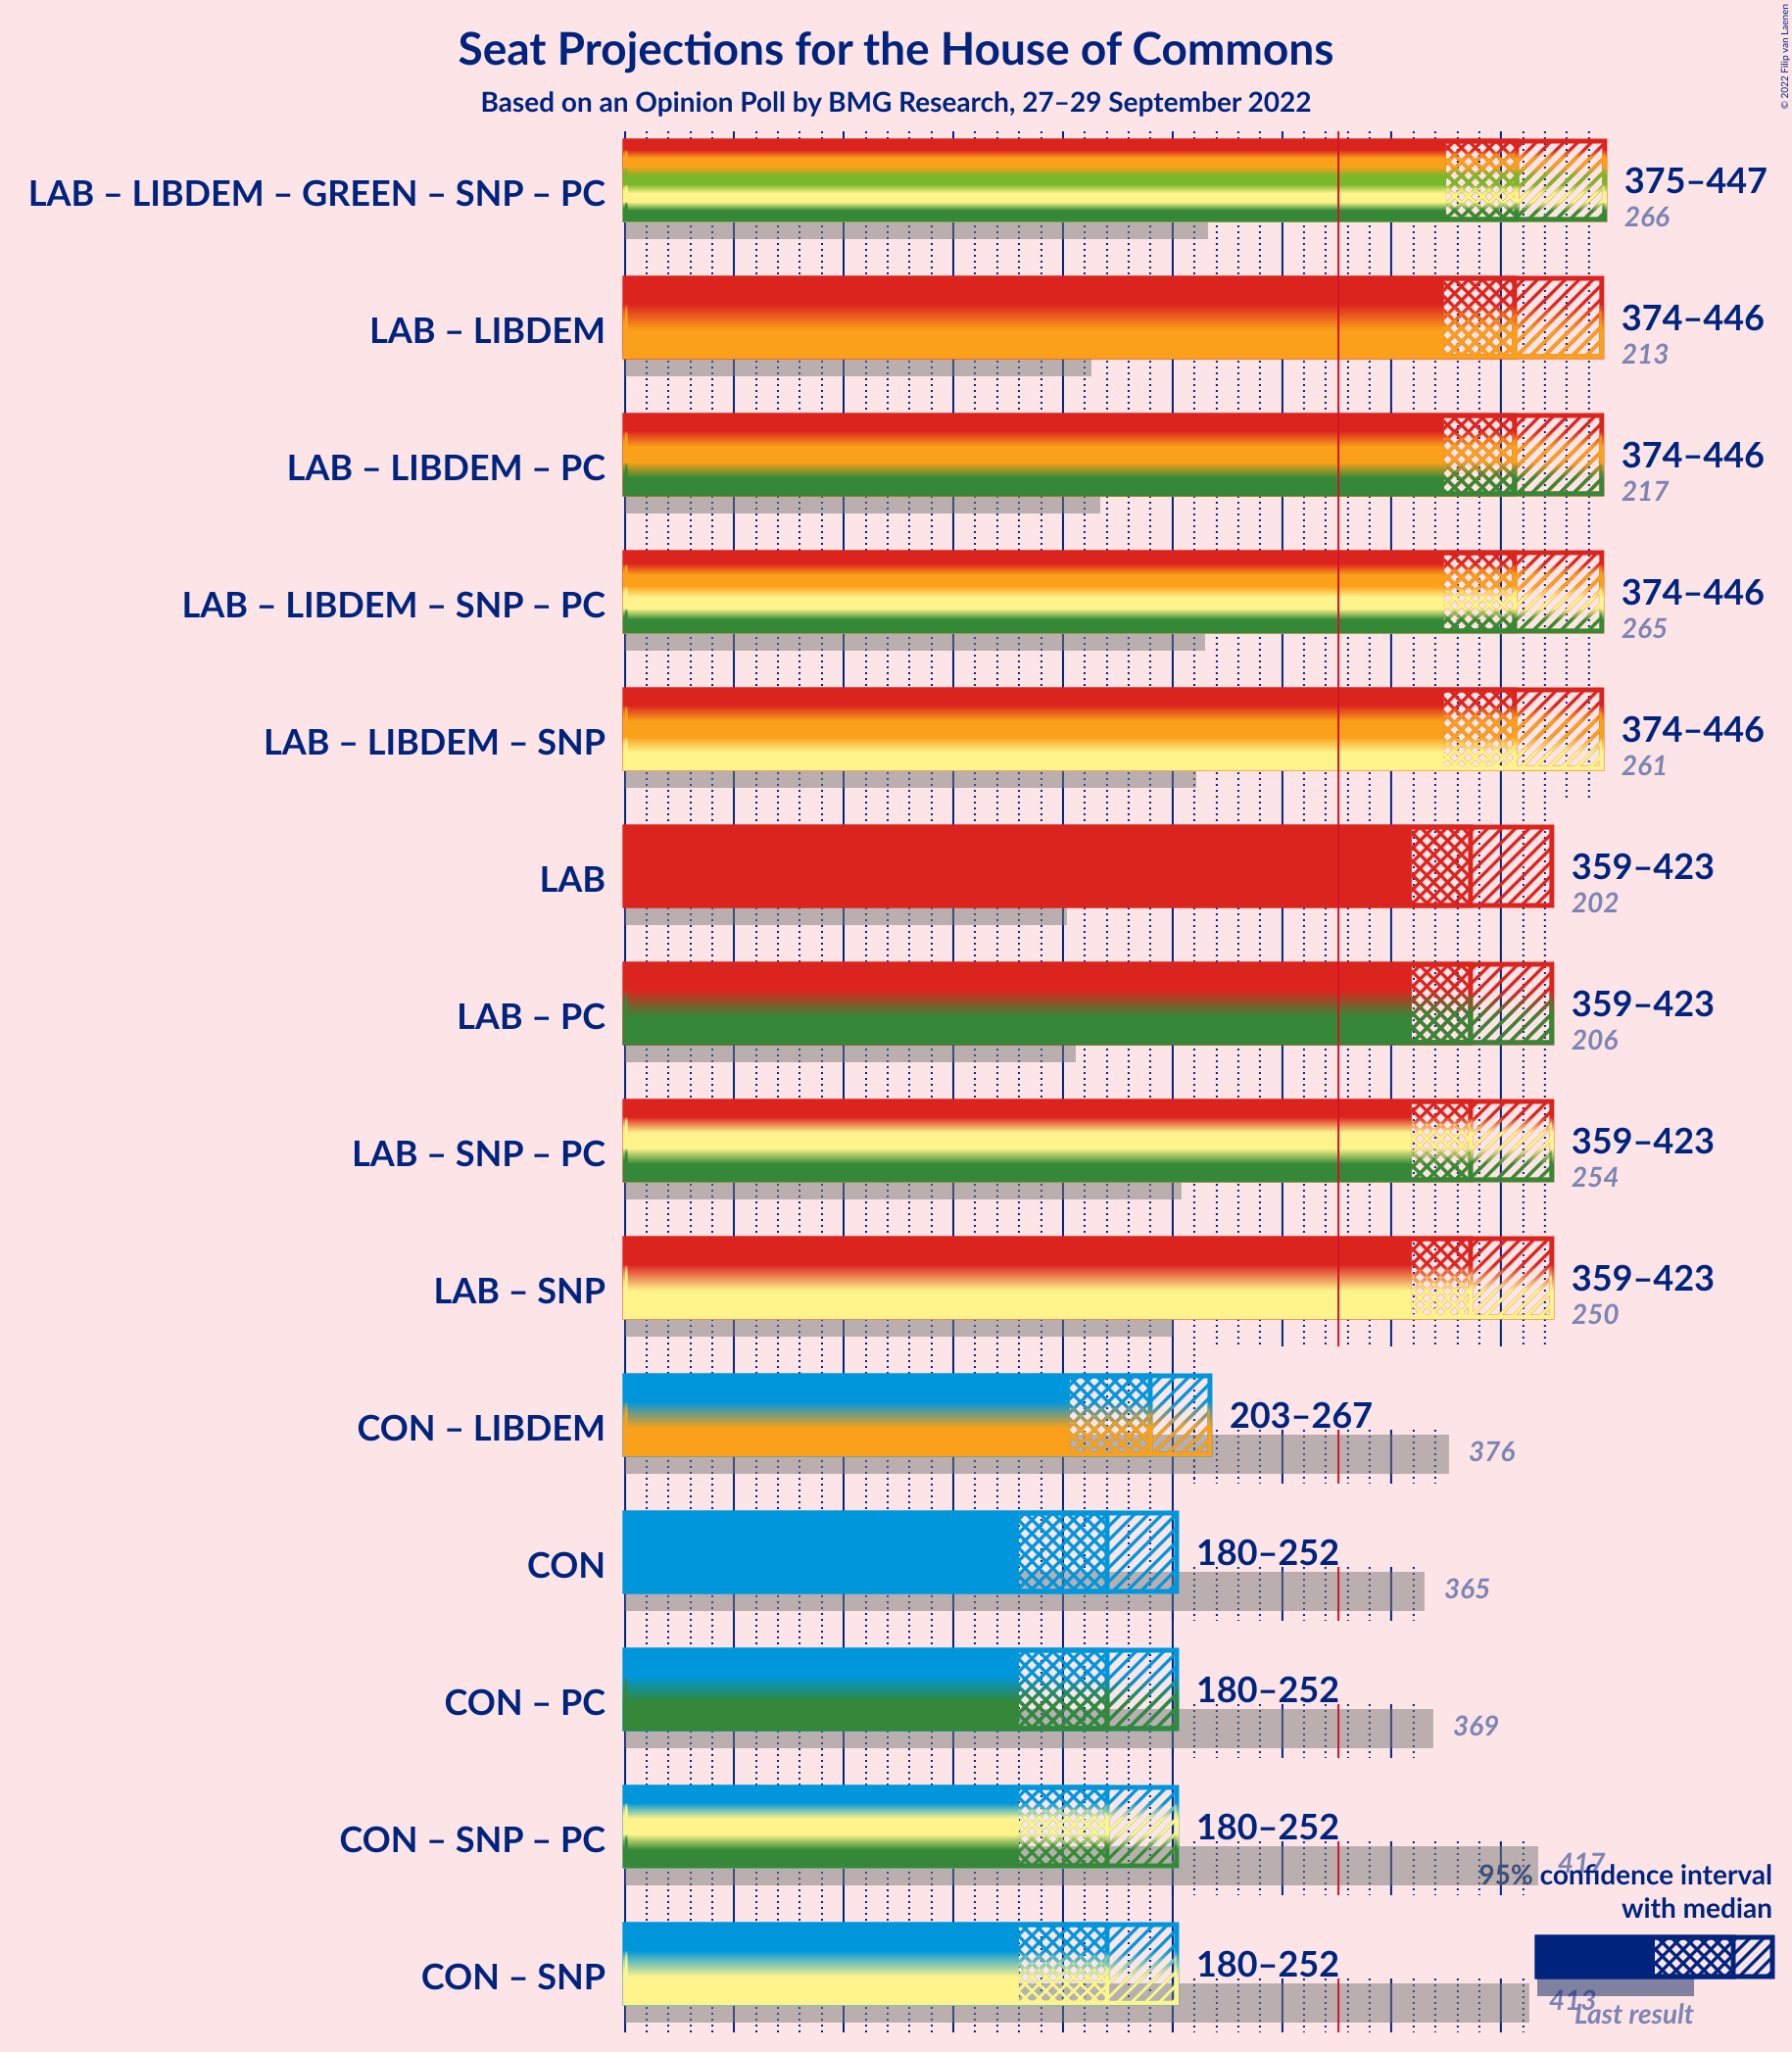 Seat Projections for the House of Commons
Based on an Opinion Poll by BMG Research, 27–29 September 2022
© 2022 Filip van Laenen
LAB – LIBDEM – GREEN – SNP – PC
375–447
266
LAB – LIBDEM
374–446
213
LAB – LIBDEM – PC
374–446
217
LAB – LIBDEM – SNP – PC
374–446
265
LAB – LIBDEM – SNP
374–446
261
LAB
359–423
202
LAB – PC
359–423
206
LAB – SNP – PC
359–423
254
LAB – SNP
359–423
250
CON – LIBDEM
203–267
376
CON
180–252
365
CON – PC
180–252
369
CON – SNP – PC
180–252
417
95% confidence interval
with median
CON – SNP
180–252
413
Last result